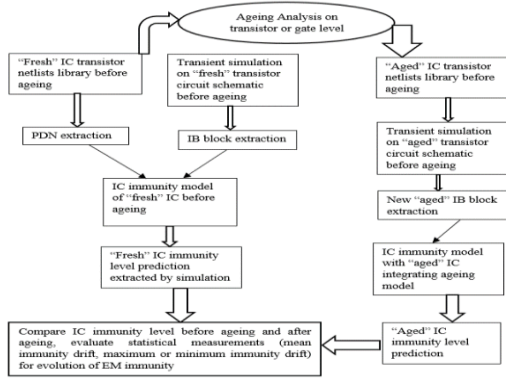 Ageing Analysis on
transistor or gate level
"Fresh" IC transistor
netlists library before
ageing
Transient simulation
on "fresh" transistor
circuit schematic
before ageing
"Aged" IC transistor
netlists library before
ageing
PDN extraction
IB block extraction
Transient simulation
on "aged" transistor
circuit schematic
before ageing
IC immunity model
of "fresh" IC before
ageing
New "aged" IB block
extraction
"Fresh" IC immunity
level prediction
extracted by simulation
IC immunity model
with "aged" IC
integrating ageing
model
Compare IC immunity level before ageing and after
ageing, evaluate statistical measurements (mean
immunity drift, maximum or minimum immunity drift)
for evolution of EM immunity
"Aged" IC
immunity level
prediction